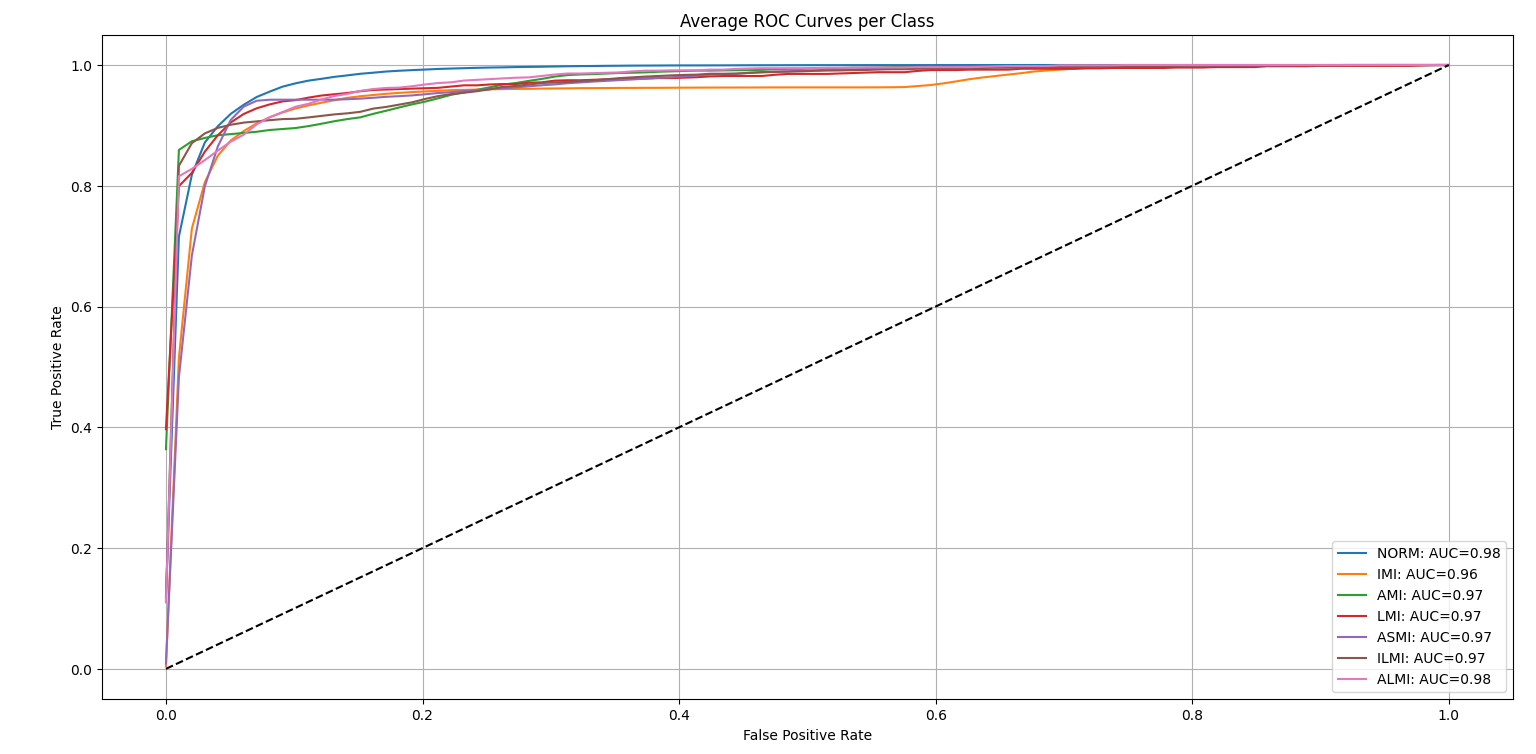 Average ROC Curves per Class
1.0
0.8
0.6
0.4
0.2
0.0
True Positive Rate
0.0 0.2 0.4 0.6 0.8 1.0
False Positive Rate
NORM: AUC=0.98
IMI: AUC=0.96
AMI: AUC=0.97
LMI: AUC=0.97
ASMI: AUC=0.97
ILMI: AUC=0.97
ALMI: AUC=0.98